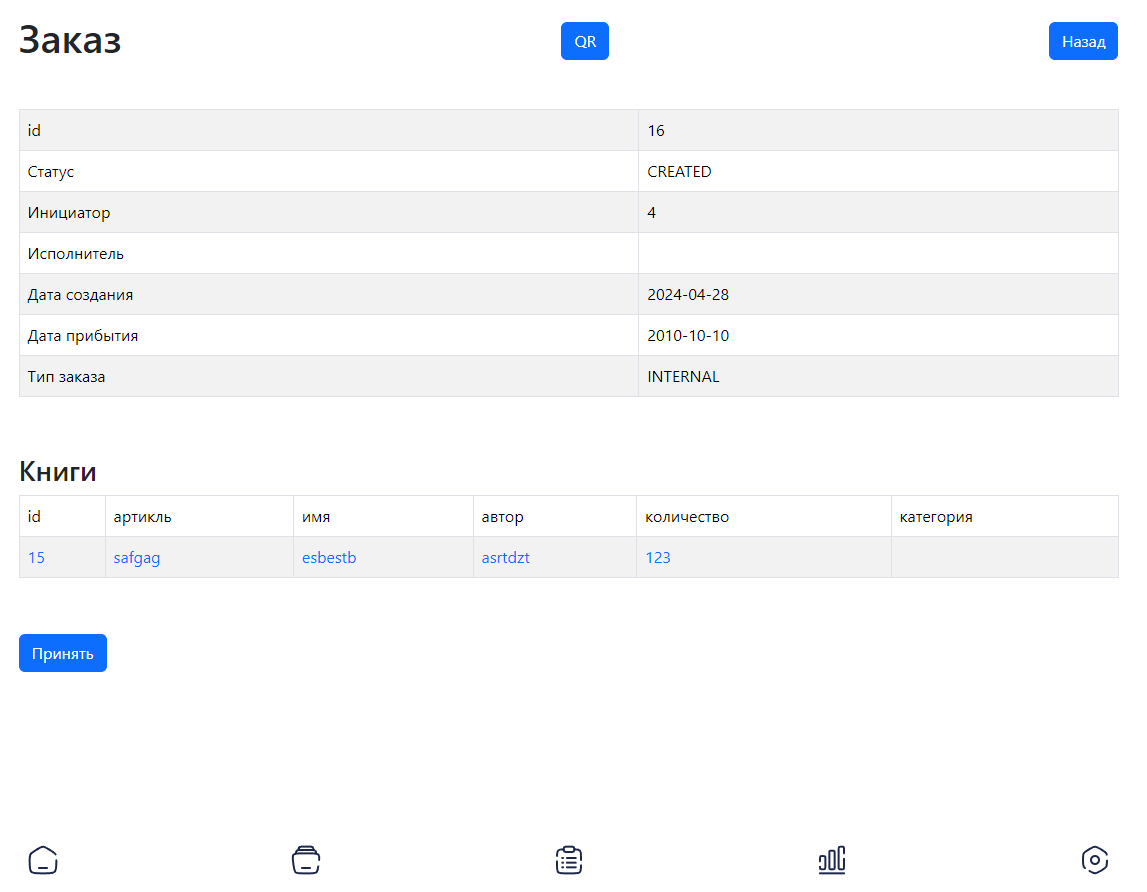 Заказ QR Назад
id 16
Статус CREATED
Инициатор 4
Исполнитель
Дата создания 2024-04-28
Дата прибытия 2010-10-10
Тип заказа INTERNAL
Книги
id артикль имя автор количество категория
15 safgag esbestb asrtdzt 123
Принять